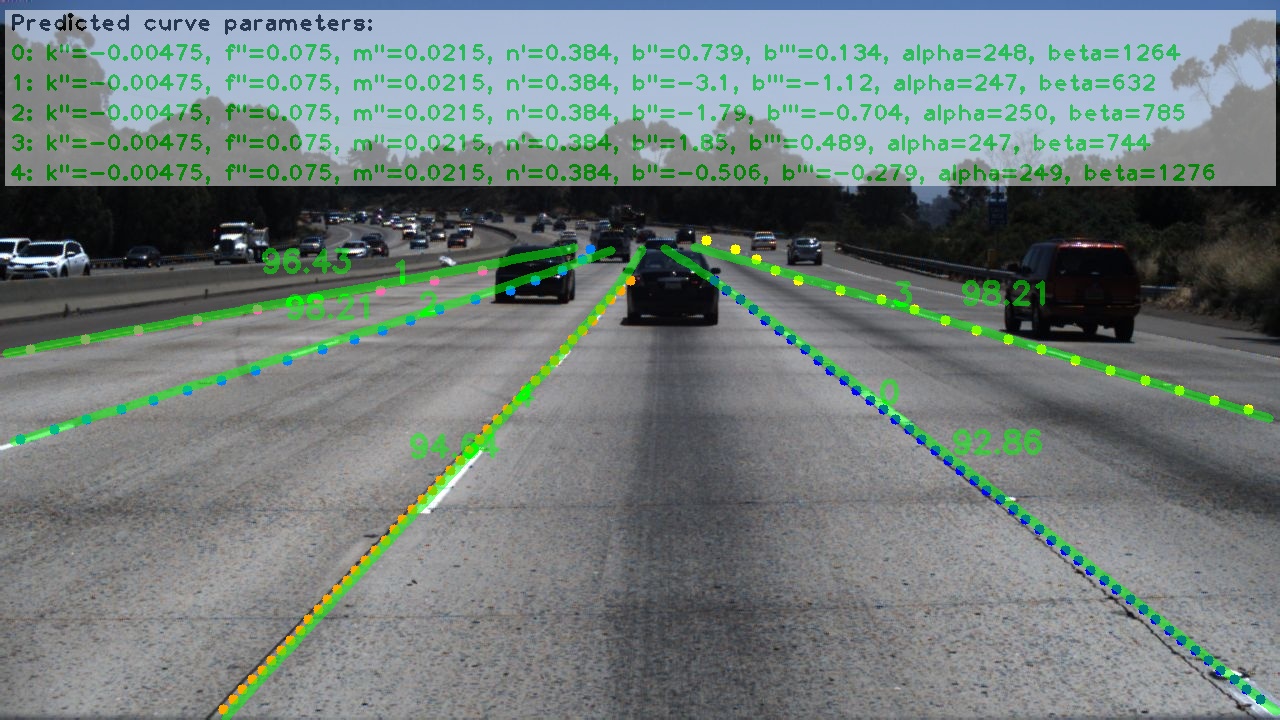 Predicted curve parameters:
0: k''=-0.00475, f''=0.075, m''=0.0215, n'=0.384, b''=0.739, b'''=0.134, alpha=248, beta=1264
1: k''=-0.00475, f''=0.075, m''=0.0215, n'=0.384, b''=-3.1, b'''=-1.12, alpha=247, beta=632
2: k''=-0.00475, f''=0.075, m''=0.0215, n'=0.384, b''=-1.79, b'''=-0.704, alpha=250, beta=785
3: k''=-0.00475, f''=0.075, m''=0.0215, n'=0.384, b''=1.85, b'''=0.489, alpha=247, beta=744
4: k''=-0.00475, f''=0.075, m''=0.0215, n'=0.384, b''=-0.506, b'''=-0.279, alpha=249, beta=1276
96.43 1
98.21 2
3 98.21
4
0
92.86